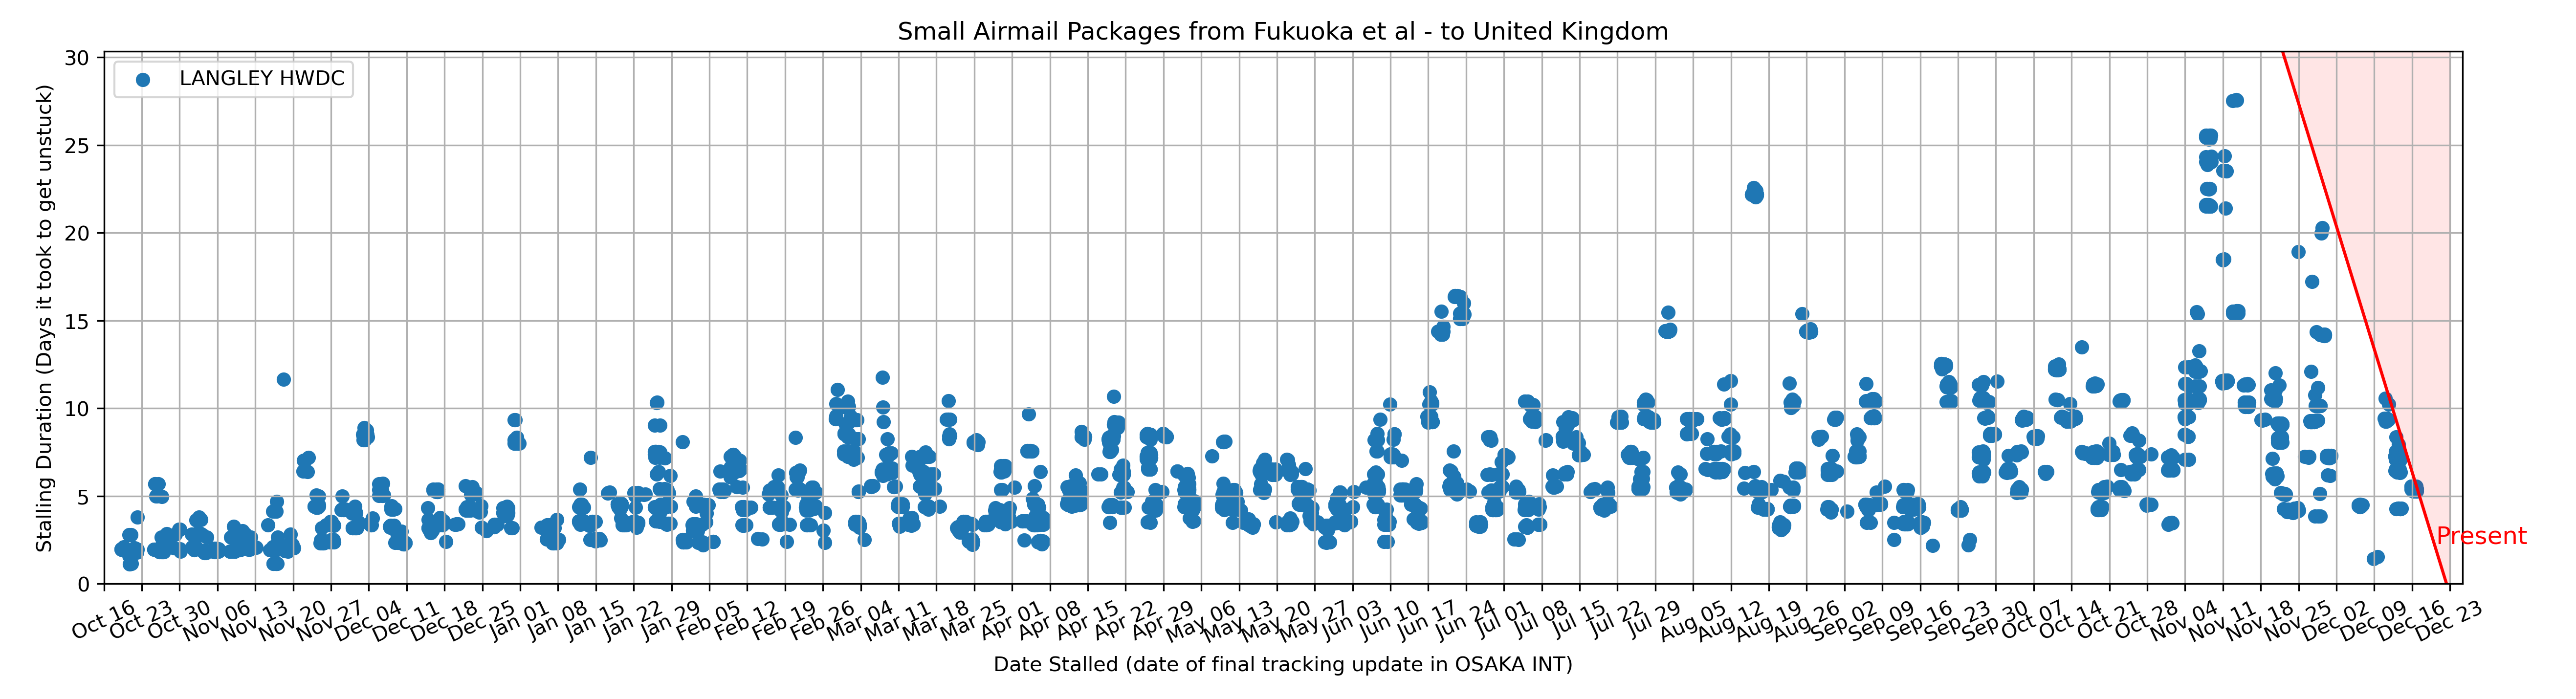 Small Airmail Packages from Fukuoka et al - to United Kingdom
LANGLEY HWDC
Stalling Duration (Days it took to get unstuck)
30
25
20
15
10
5
0
Present
Oct 16
Oct 23
Oct 30
Nov 06
Nov 13
Nov 20
Nov 27
Dec 04
Dec 11
Dec 18
Dec 25
Jan 01
Jan 08
Jan 15
Jan 22
Jan 29
Feb 05
Feb 12
Feb 19
Feb 26
Mar 04
Mar 11
Mar 18
Mar 25
Apr 01
Apr 08
Apr 15
Apr 22
Apr 29
May 06
May 13
May 20
May 27
Jun 03
Jun 10
Jun 17
Jun 24
Jul 01
Jul 08
Jul 15
Jul 22
Jul 29
Aug 05
Aug 12
Aug 19
Aug 26
Sep 02
Sep 09
Sep 16
Sep 23
Sep 30
Oct 07
Oct 14
Oct 21
Oct 28
Nov 04
Nov 11
Nov 18
Nov 25
Dec 02
Dec 09
Dec 16
Dec 23
Date Stalled (date of final tracking update in OSAKA INT)